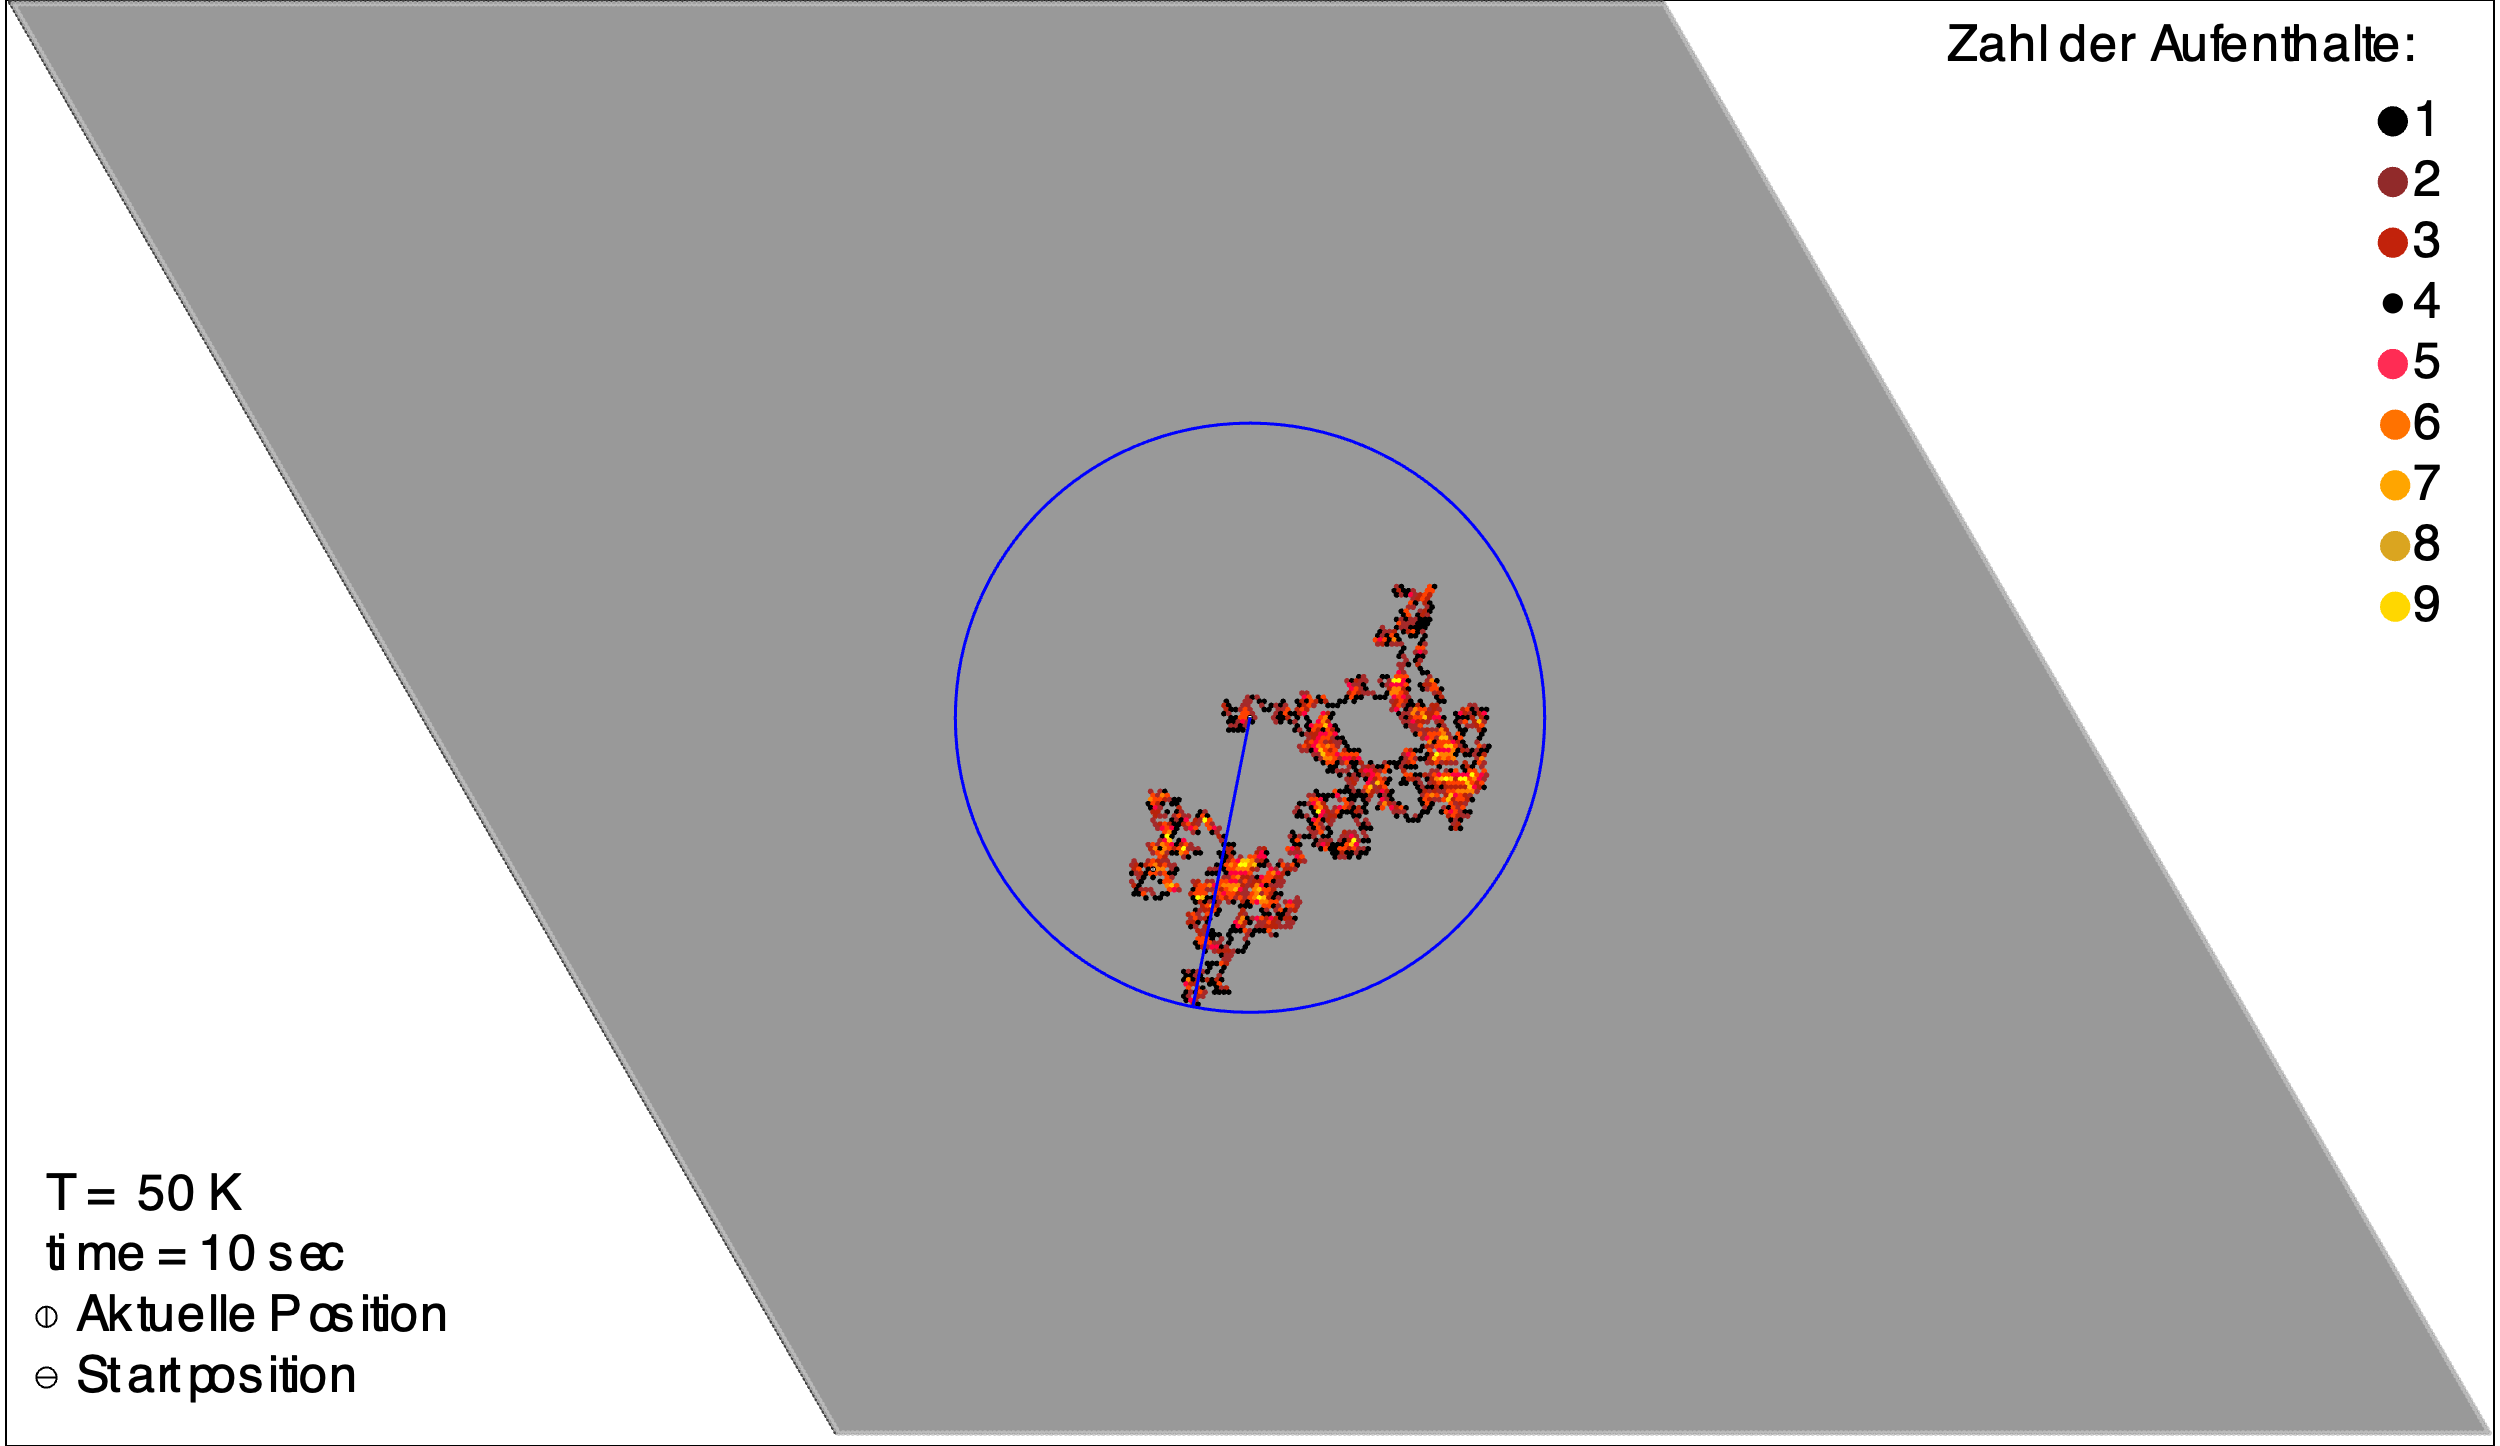 Zahl der Aufenthalte:
1
2
3
4
5
6
7
8
9
T = 50 K
time = 10 sec
Aktuelle Position
Startposition